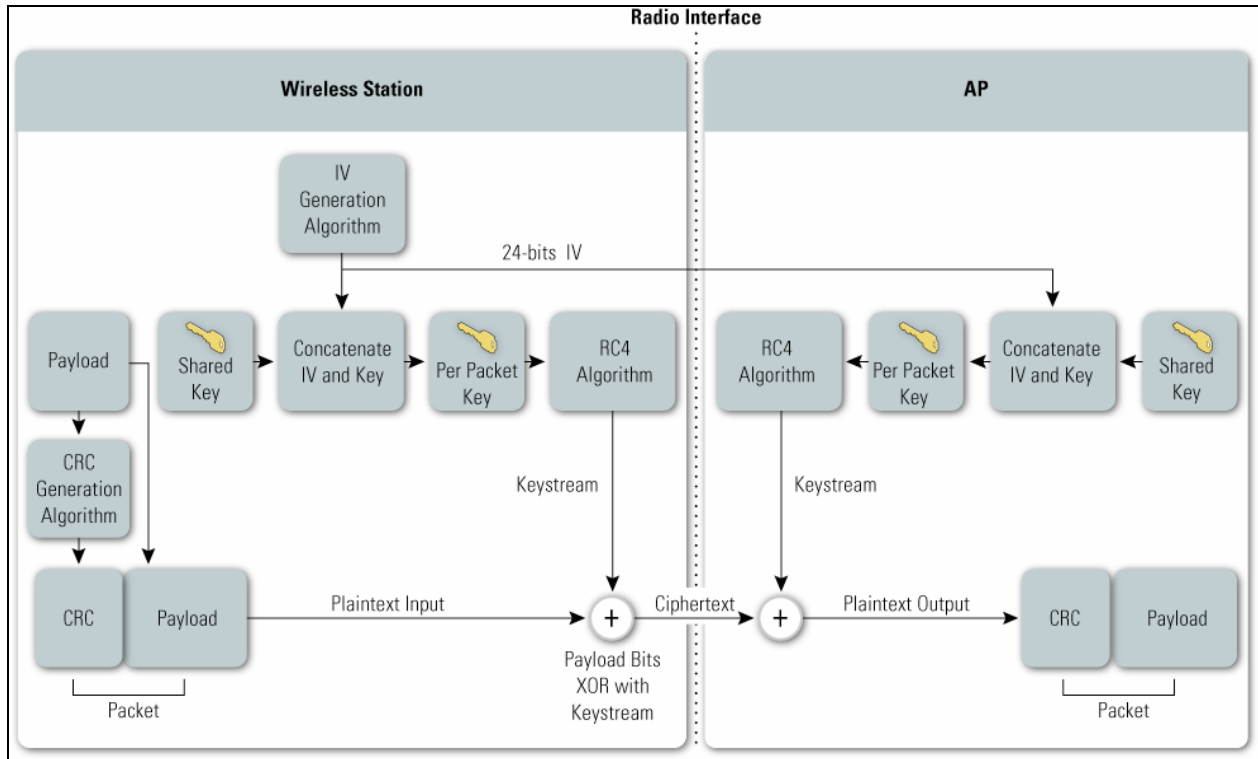 Radio Interface
Wireless Station
AP
IV
Generation
Algorithm
24-bits IV
Payload
Shared
Key
Concatenate
IV and Key
Per Packet
Key
RC4
Algorithm
RC4
Algorithm
Per Packet
Key
Concatenate
IV and Key
Shared
Key
CRC
Generation
Algorithm
Keystream
Keystream
CRC
Payload
Plaintext Input
+
Ciphertext
+
Plaintext Output
CRC
Payload
Payload Bits
XOR with
Keystream
Packet
Packet